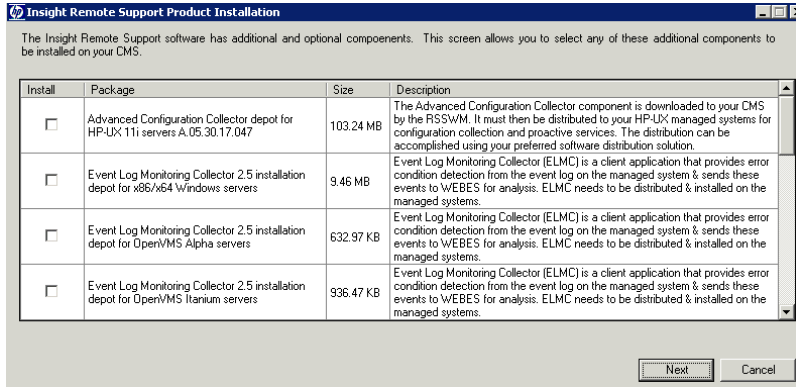 Insight Remote Support Product Installation
The Insight Remote Support software has additional and optional compoenents. This screen allows you to select any of these additional components to
be installed on your CMS.
Install Package Size Description
Advanced Configuration Collector depot for
HP-UX 11i servers A.05.30.17.047
103.24 MB
The Advanced Configuration Collector component is downloaded to your CMS
by the RSSWM. It must then be distributed to your HP-UX managed systems for
configuration collection and proactive services. The distribution can be
accomplished using your preferred software distribution solution.
Event Log Monitoring Collector 2.5 installation
depot for x86/x64 Windows servers
9.46 MB
Event Log Monitoring Collector (ELMC) is a client application that provides error
condition detection from the event log on the managed system & sends these
events to WEBES for analysis. ELMC needs to be distributed & installed on the
managed systems.
Event Log Monitoring Collector 2.5 installation
depot for OpenVMS Alpha servers
632.97 KB
Event Log Monitoring Collector (ELMC) is a client application that provides error
condition detection from the event log on the managed system & sends these
events to WEBES for analysis. ELMC needs to be distributed & installed on the
managed systems.
Event Log Monitoring Collector 2.5 installation
depot for OpenVMS Itanium servers
936.47 KB
Event Log Monitoring Collector (ELMC) is a client application that provides error
condition detection from the event log on the managed system & sends these
events to WEBES for analysis. ELMC needs to be distributed & installed on the
managed systems.
Next Cancel